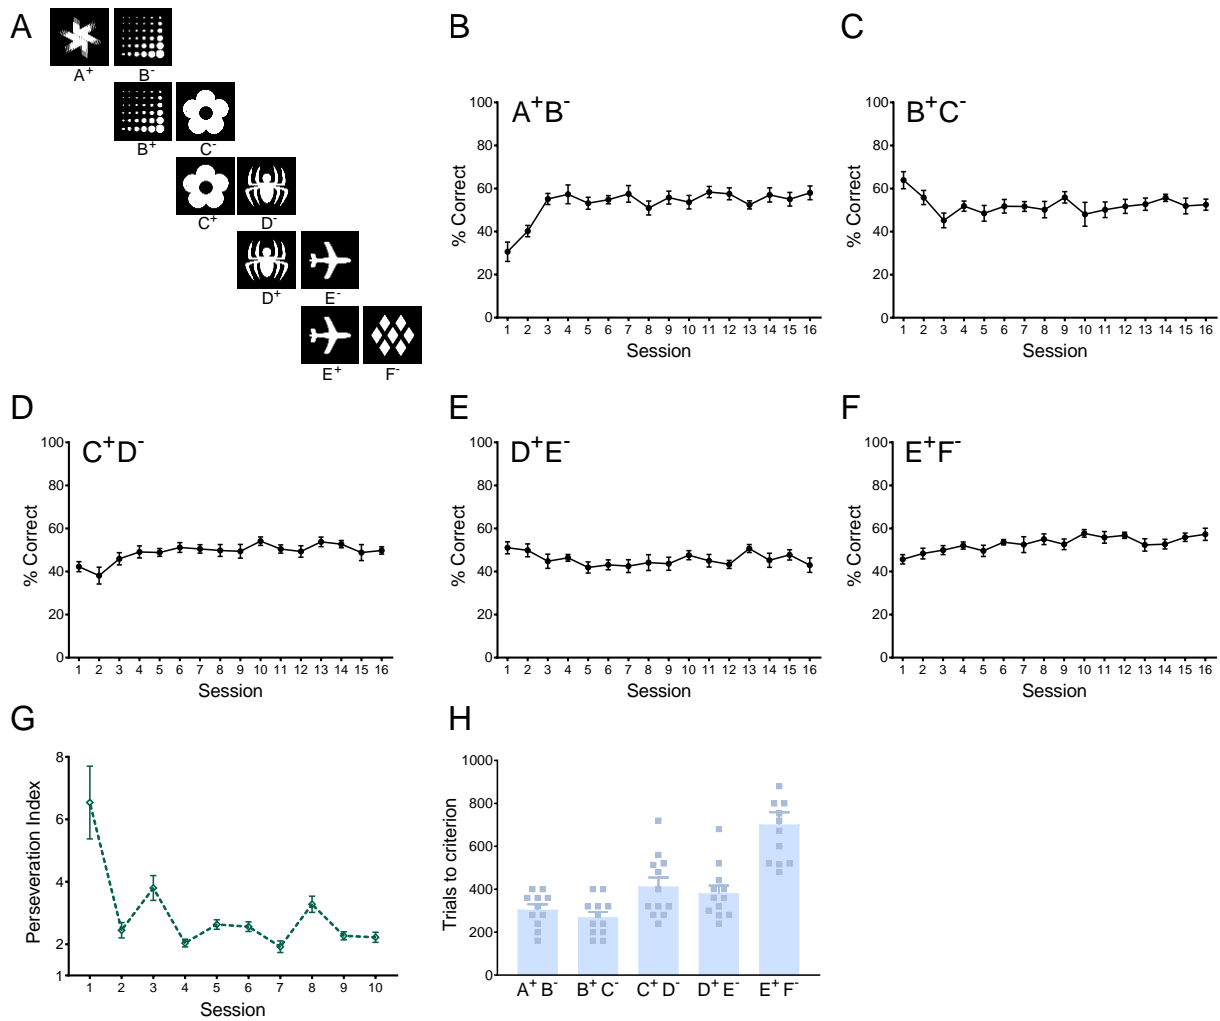 A
A+ B-
B+ C-
C+ D-
D+ E-
E+ F-
B
A+B-
% Correct
100
80
60
40
20
0
1 2 3 4 5 6 7 8 9 10 11 12 13 14 15 16
Session
C
B+C-
% Correct
100
80
60
40
20
0
1 2 3 4 5 6 7 8 9 10 11 12 13 14 15 16
Session
D
C+D-
% Correct
100
80
60
40
20
0
1 2 3 4 5 6 7 8 9 10 11 12 13 14 15 16
Session
E
D+E-
% Correct
100
80
60
40
20
0
1 2 3 4 5 6 7 8 9 10 11 12 13 14 15 16
Session
F
E+F-
% Correct
100
80
60
40
20
0
1 2 3 4 5 6 7 8 9 10 11 12 13 14 15 16
Session
G
Perseveration Index
8
6
4
2
1
1 2 3 4 5 6 7 8 9 10
Session
H
Trials to criterion
1000
800
600
400
200
0
A+ B- B+ C- C+ D- D+ E- E+ F-